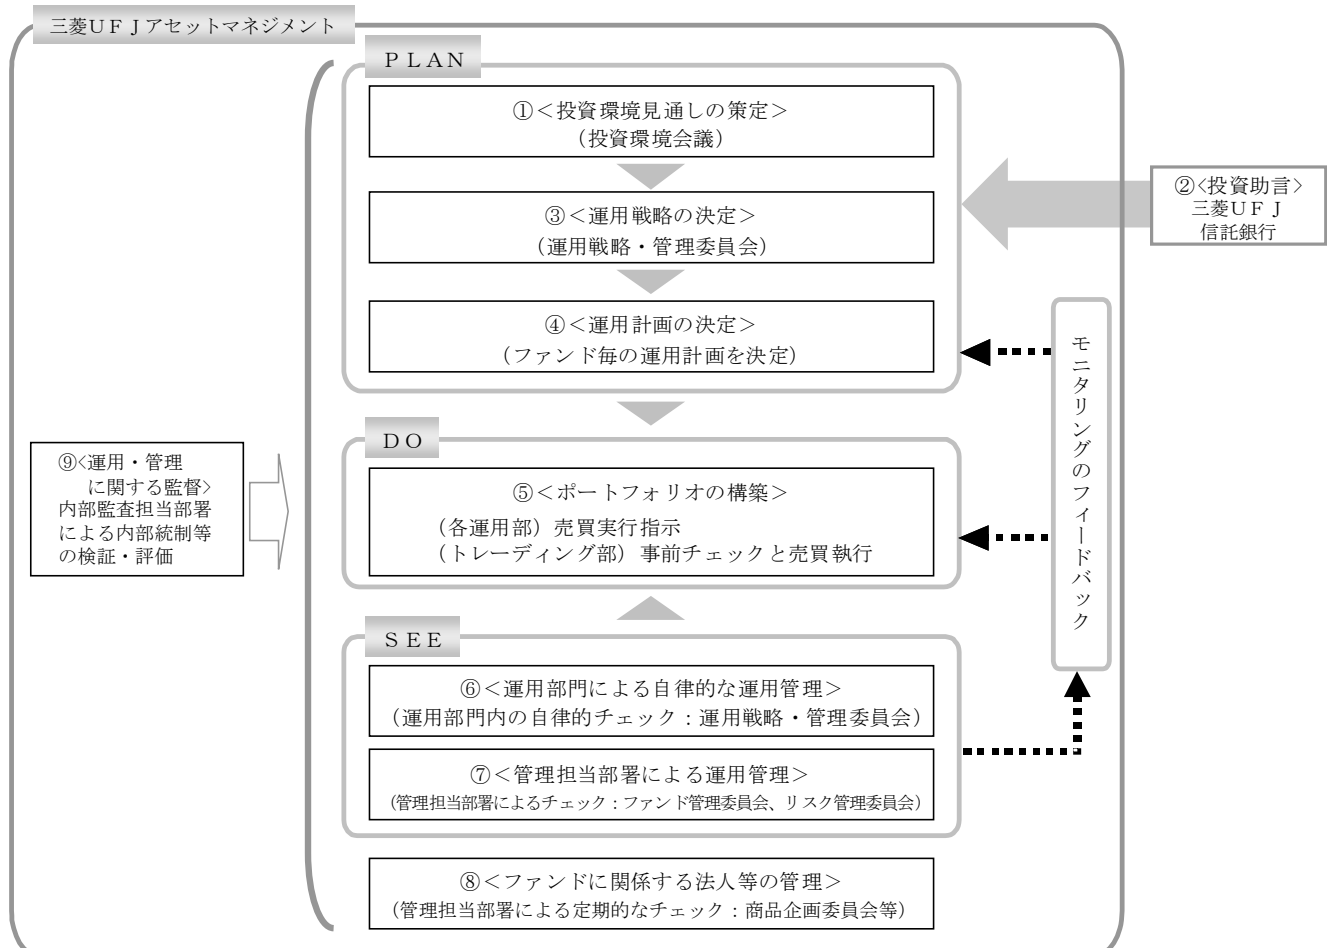 三菱ＵＦＪアセットマネジメント
ＰＬＡＮ
①＜投資環境見通しの策定＞
（投資環境会議）
②<投資助言>
三菱ＵＦＪ
信託銀行
③＜運用戦略の決定＞
（運用戦略・管理委員会）
④＜運用計画の決定＞
（ファンド毎の運用計画を決定）
モニタリングのフィードバック
ＤＯ
⑤＜ポートフォリオの構築＞
（各運用部）売買実行指示
（トレーディング部）事前チェックと売買執行
⑨<運用・管理
に関する監督>
内部監査担当部署
による内部統制等
の検証・評価
ＳＥＥ
⑥＜運用部門による自律的な運用管理＞
（運用部門内の自律的チェック：運用戦略・管理委員会）
⑦＜管理担当部署による運用管理＞
（管理担当部署によるチェック：ファンド管理委員会、リスク管理委員会）
⑧＜ファンドに関係する法人等の管理＞
（管理担当部署による定期的なチェック：商品企画委員会等）